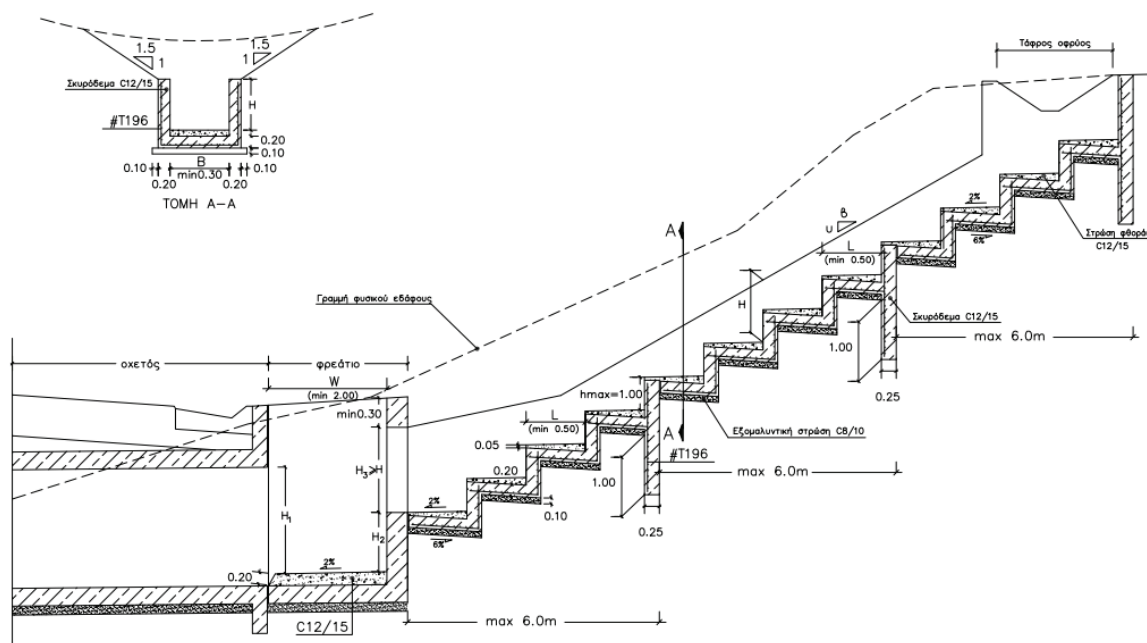 1.5
1
1.5
1
Σκυρόδεμα C12/15
H
#T196
0.20
0.10
0.10
B
0.10
0.20
min0.30
0.20
ΤΟΜΗ Α-Α
Τάφρος οφρύος
A
β
υ
L
(min 0.50)
2%
6%
Στρώση φθοράς
C12/15
Γραμμή φυσικού εδάφους
H
Σκυρόδεμα C12/15
max 6.0m
1.00
0.25
οχετός
φρεάτιο
W
(min 2.00)
min0.30
hmax=1.00
L
(min 0.50)
A
Εξομαλυντική στρώση C8/10
0.05
#T196
max 6.0m
0.20
1.00
H₃≯H
H₁
2%
0.10
0.25
H₂
6%
2%
0.20
C12/15
max 6.0m